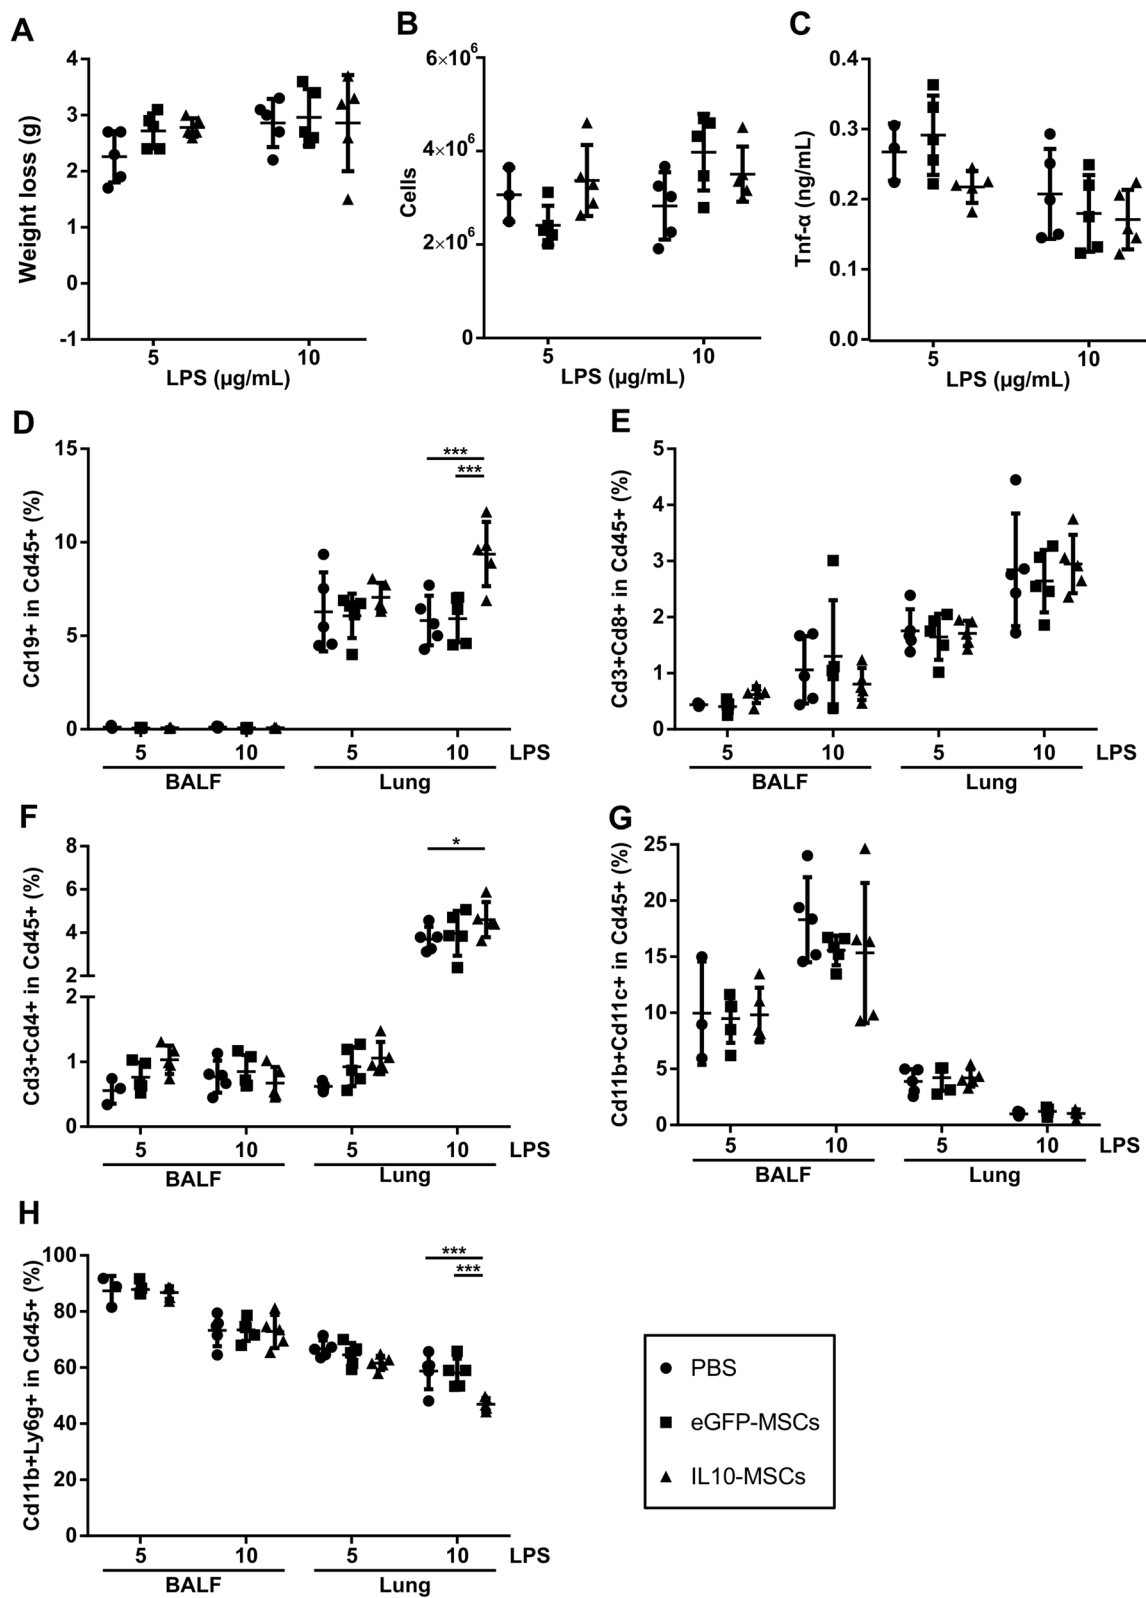 A
Weight loss (g)
4
3
2
1
0
-1
5 10
LPS (µg/mL)
B
Cells
6×10⁶
4×10⁶
2×10⁶
0
5 10
LPS (µg/mL)
C
Tnf-α (ng/mL)
0.4
0.3
0.2
0.1
0.0
5 10
LPS (µg/mL)
D
Cd19+ in Cd45+ (%)
15
10
5
0
***
***
5 10 5 10 LPS
BALF Lung
E
Cd3+Cd8+ in Cd45+ (%)
5
4
3
2
1
0
5 10 5 10 LPS
BALF Lung
F
Cd3+Cd4+ in Cd45+ (%)
8
6
4
2
2
1
0
*
5 10 5 10 LPS
BALF Lung
G
Cd11b+Cd11c+ in Cd45+ (%)
25
20
15
10
5
0
5 10 5 10 LPS
BALF Lung
H
Cd11b+Ly6g+ in Cd45+ (%)
100
80
60
40
20
0
***
***
5 10 5 10 LPS
BALF Lung
PBS
eGFP-MSCs
IL10-MSCs